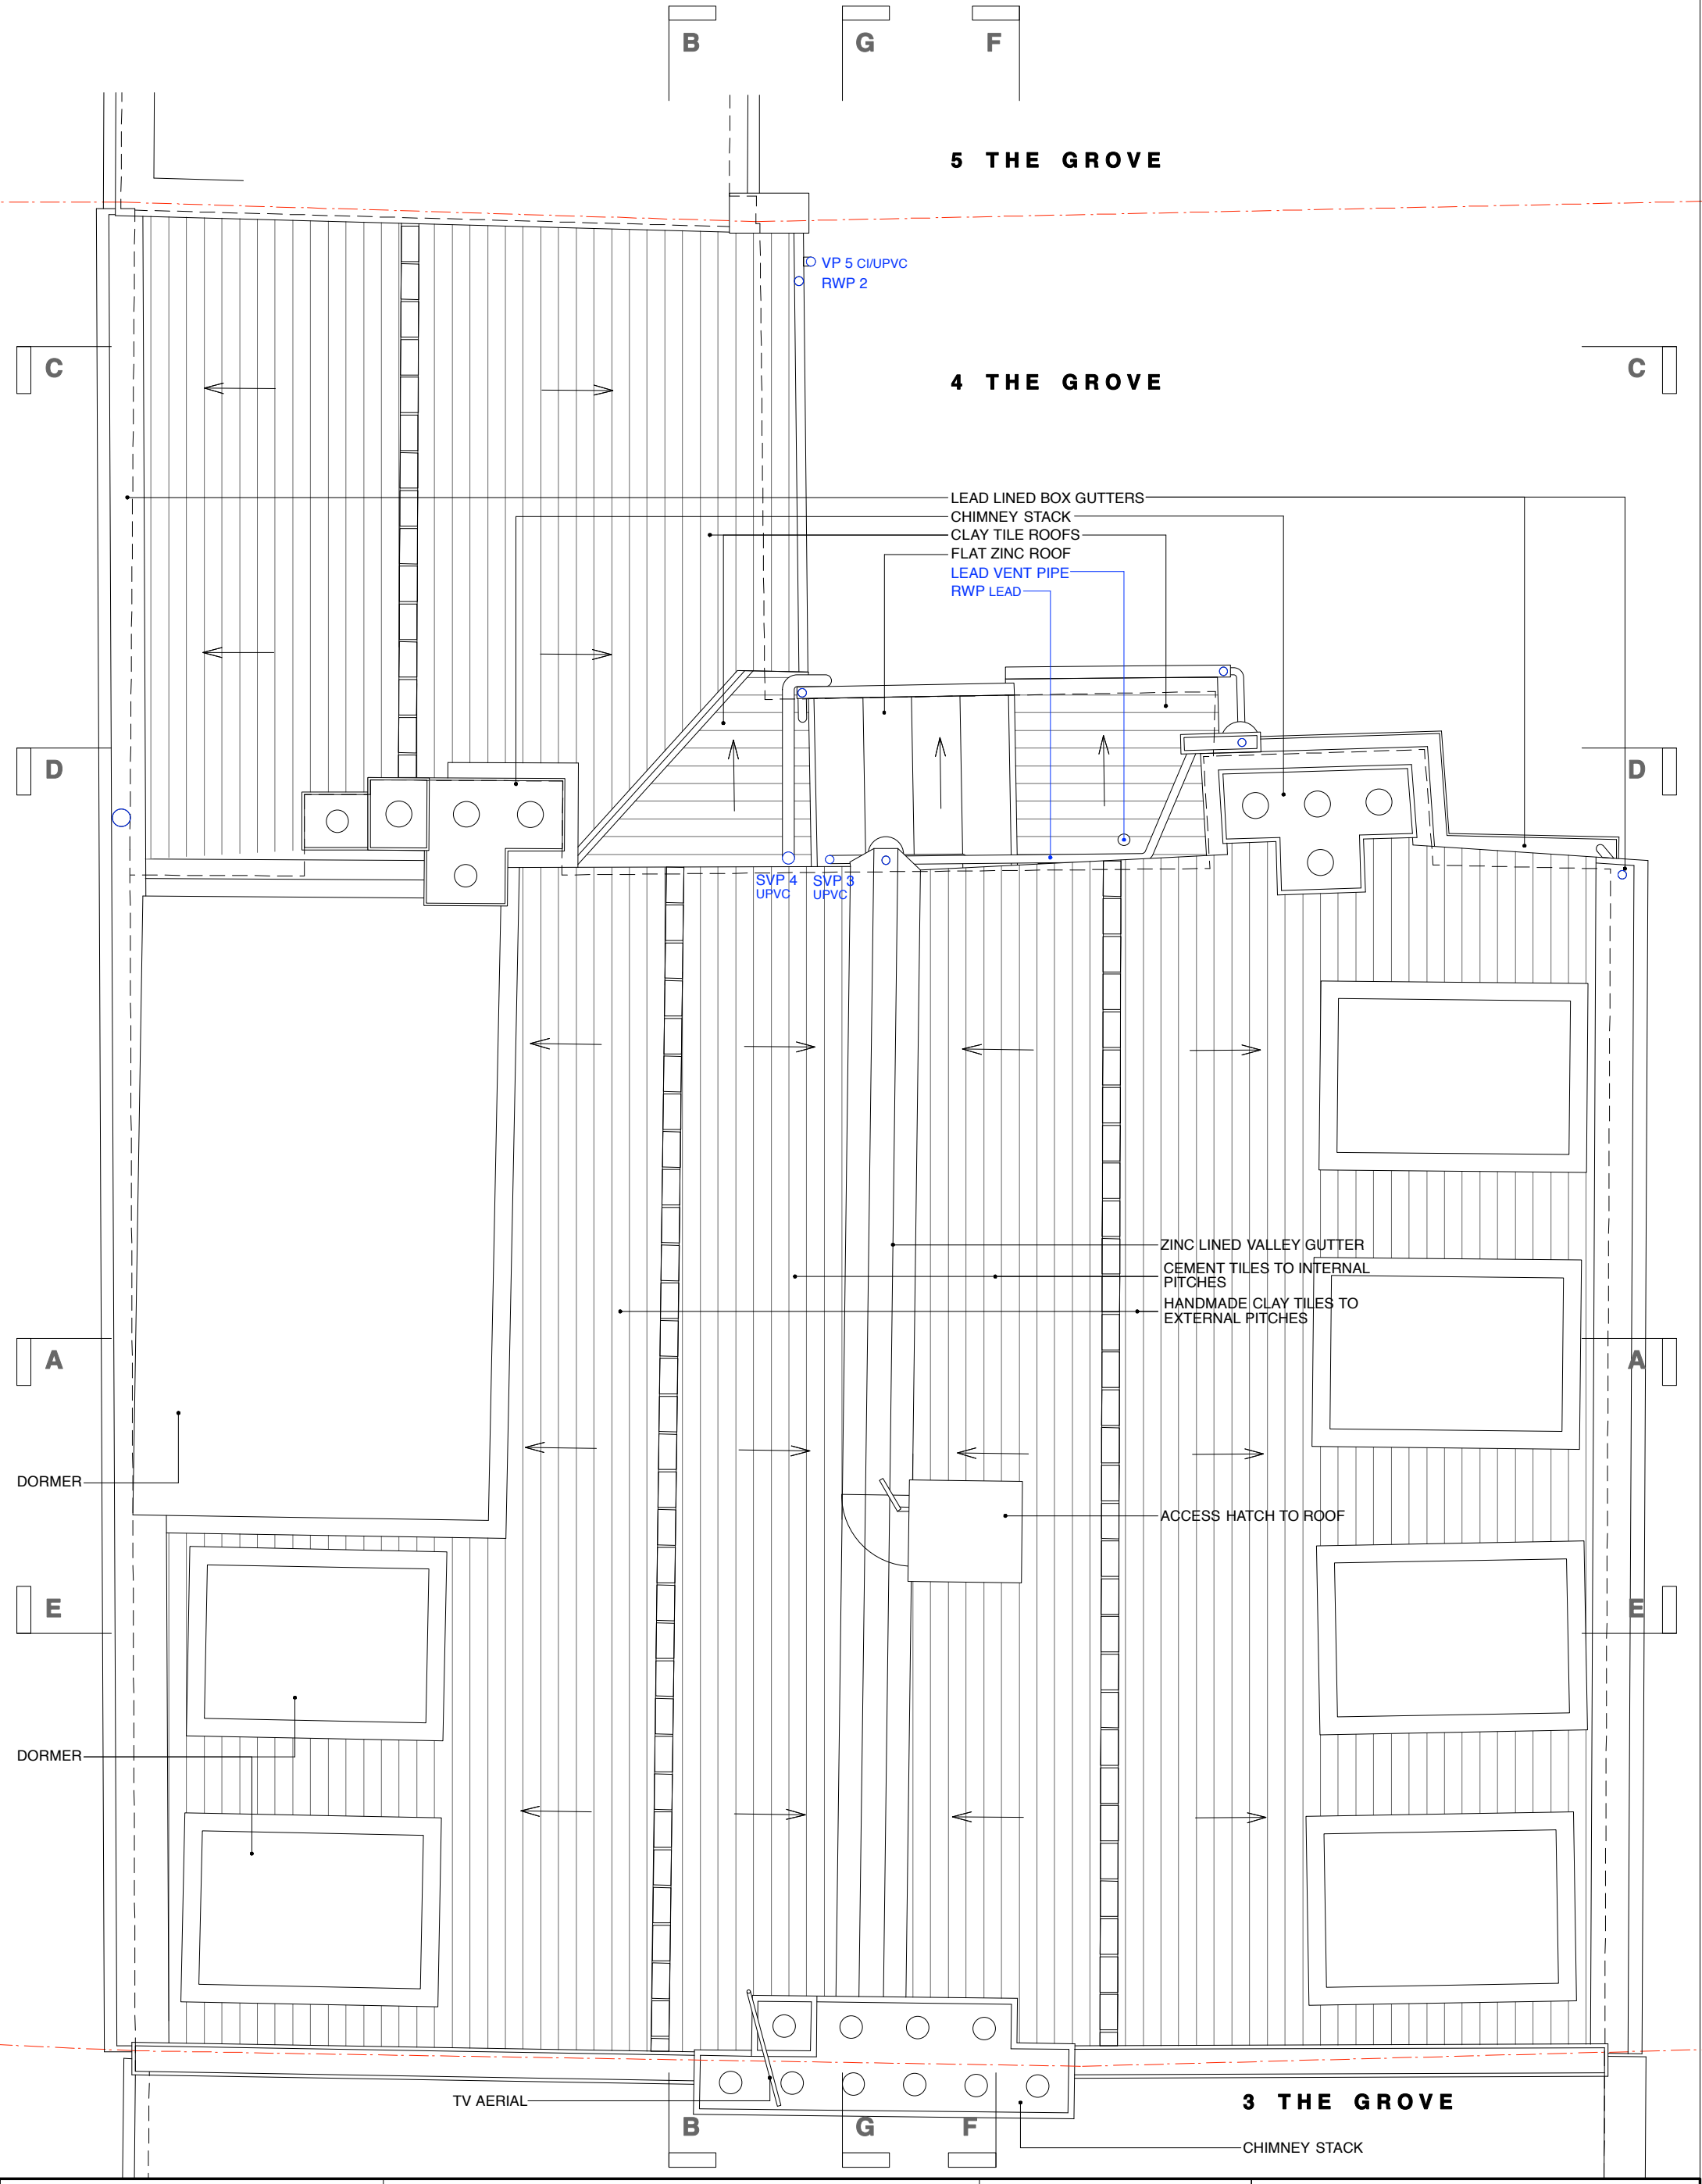 B G F
5 THE GROVE
VP 5 CI/UPVC
RWP 2
C C
4 THE GROVE
LEAD LINED BOX GUTTERS
CHIMNEY STACK
CLAY TILE ROOFS
FLAT ZINC ROOF
LEAD VENT PIPE
RWP LEAD
D D
SVP 4
UPVC
SVP 3
UPVC
ZINC LINED VALLEY GUTTER
CEMENT TILES TO INTERNAL
PITCHES
HANDMADE CLAY TILES TO
EXTERNAL PITCHES
A A
DORMER
ACCESS HATCH TO ROOF
E E
DORMER
TV AERIAL
3 THE GROVE
B G F
CHIMNEY STACK